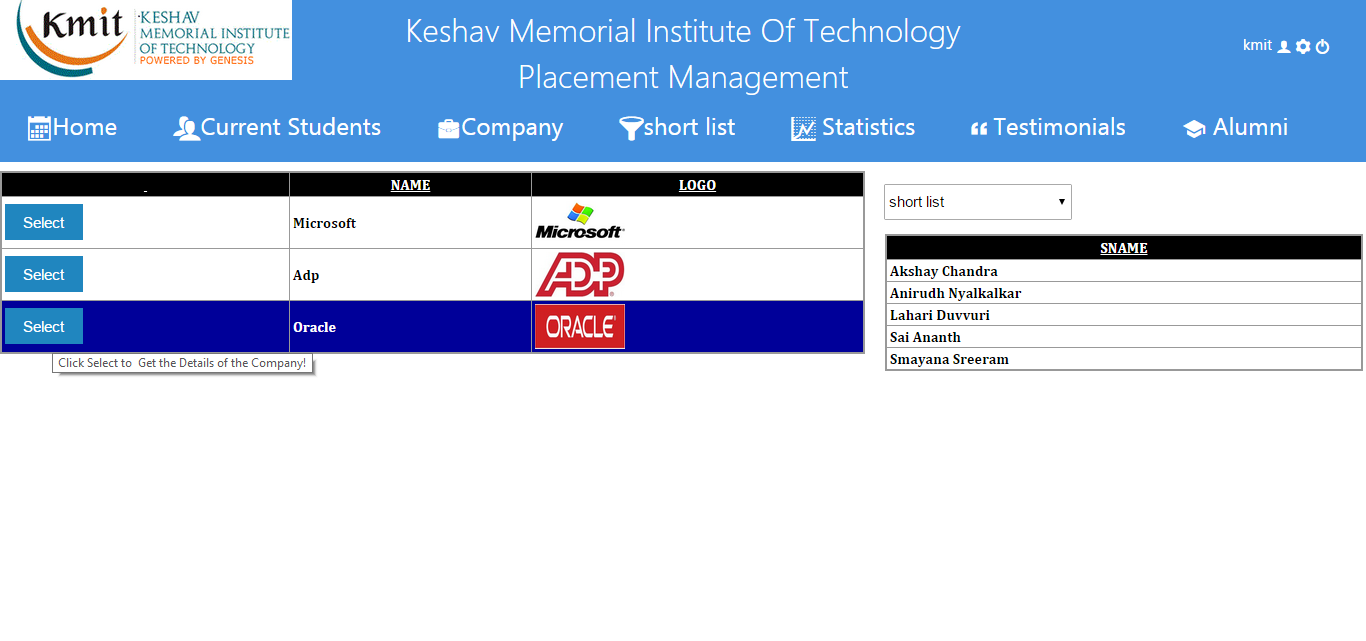 Kmit
KESHAV
MEMORIAL INSTITUTE
OF TECHNOLOGY
POWERED BY GENESIS
Keshav Memorial Institute Of Technology
Placement Management
kmit
Home Current Students Company short list Statistics Testimonials Alumni
NAME LOGO
Select Microsoft Microsoft
Select Adp ADP
Select Oracle ORACLE
Click Select to  Get the Details of the Company!
short list
SNAME
Akshay Chandra
Anirudh Nyalkalkar
Lahari Duvvuri
Sai Ananth
Smayana Sreeram